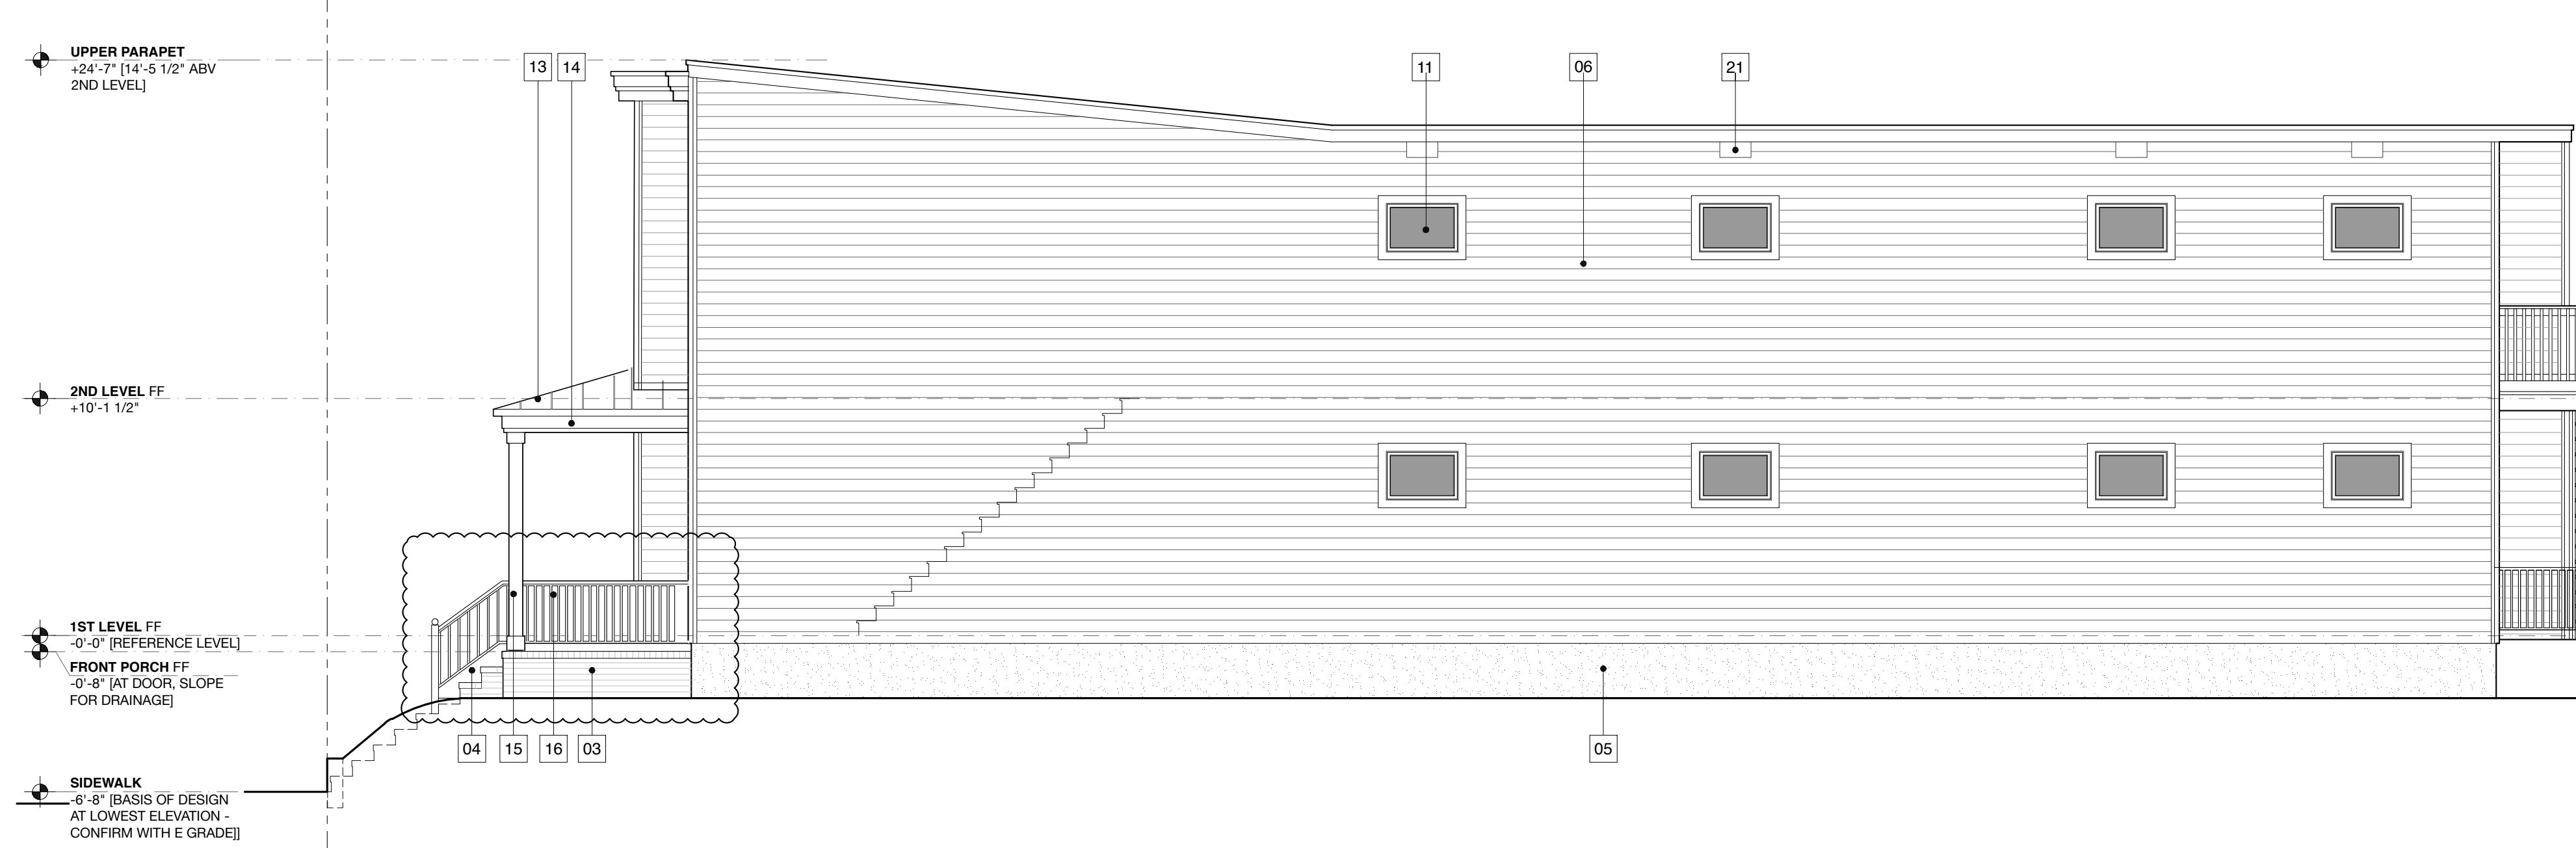 UPPER PARAPET
+24'-7" [14'-5 1/2" ABV
2ND LEVEL]
13
14
11
06
21
2ND LEVEL FF
+10'-1 1/2"
1ST LEVEL FF
-0'-0" [REFERENCE LEVEL]
FRONT PORCH FF
-0'-8" [AT DOOR, SLOPE
FOR DRAINAGE]
04
15
16
03
05
SIDEWALK
-6'-8" [BASIS OF DESIGN
AT LOWEST ELEVATION -
CONFIRM WITH E GRADE]]